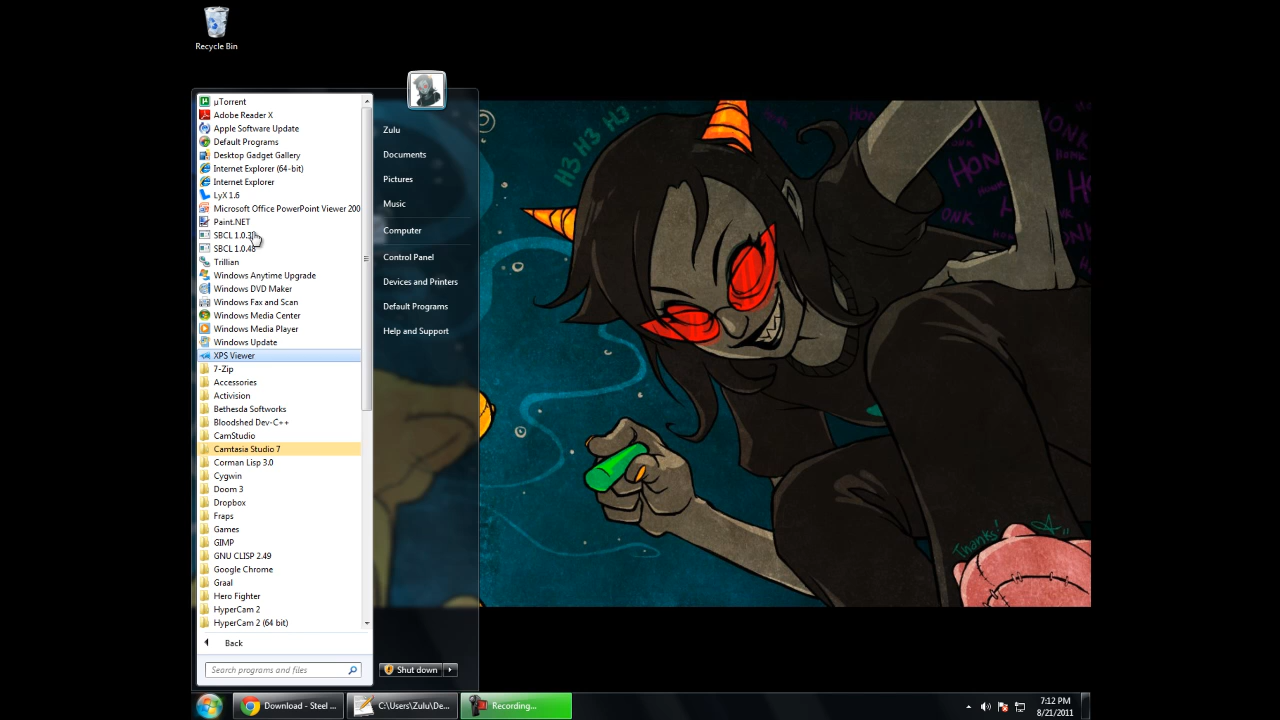 Recycle Bin
µTorrent
Adobe Reader X
Apple Software Update
Default Programs
Desktop Gadget Gallery
Internet Explorer (64-bit)
Internet Explorer
LyX 1.6
Microsoft Office PowerPoint Viewer 200
Paint.NET
SBCL
SBCL 1.0.48
Trillian
Windows Anytime Upgrade
Windows DVD Maker
Windows Fax and Scan
Windows Media Center
Windows Media Player
Windows Update
XPS Viewer
7-Zip
Accessories
Activision
Bethesda Softworks
Bloodshed Dev-C++
CamStudio
Camtasia Studio 7
Corman Lisp 3.0
Cygwin
Doom 3
Dropbox
Fraps
Games
GIMP
GNU CLISP 2.49
Google Chrome
Graal
Hero Fighter
HyperCam 2
HyperCam 2 (64 bit)
Back
Search programs and files
Zulu
Documents
Pictures
Music
Computer
Control Panel
Devices and Printers
Default Programs
Help and Support
Shut down
H3 H3 H3
HONK
HONK
HONK
Thanks!
Download - Steel ...
C:\Users\Zulu\De...
Recording...
7:12 PM
8/21/2011